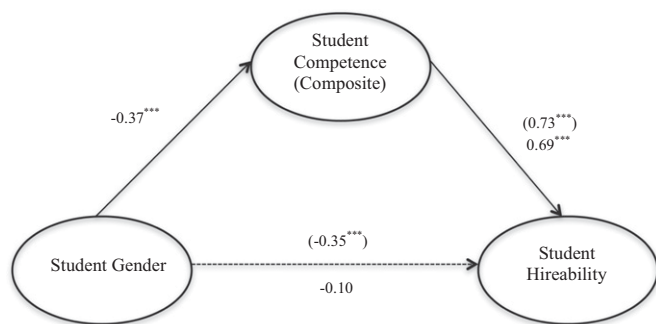 Student
Competence
(Composite)
-0.37***
(0.73***)
0.69***
Student Gender
(-0.35***)
-0.10
Student
Hireability